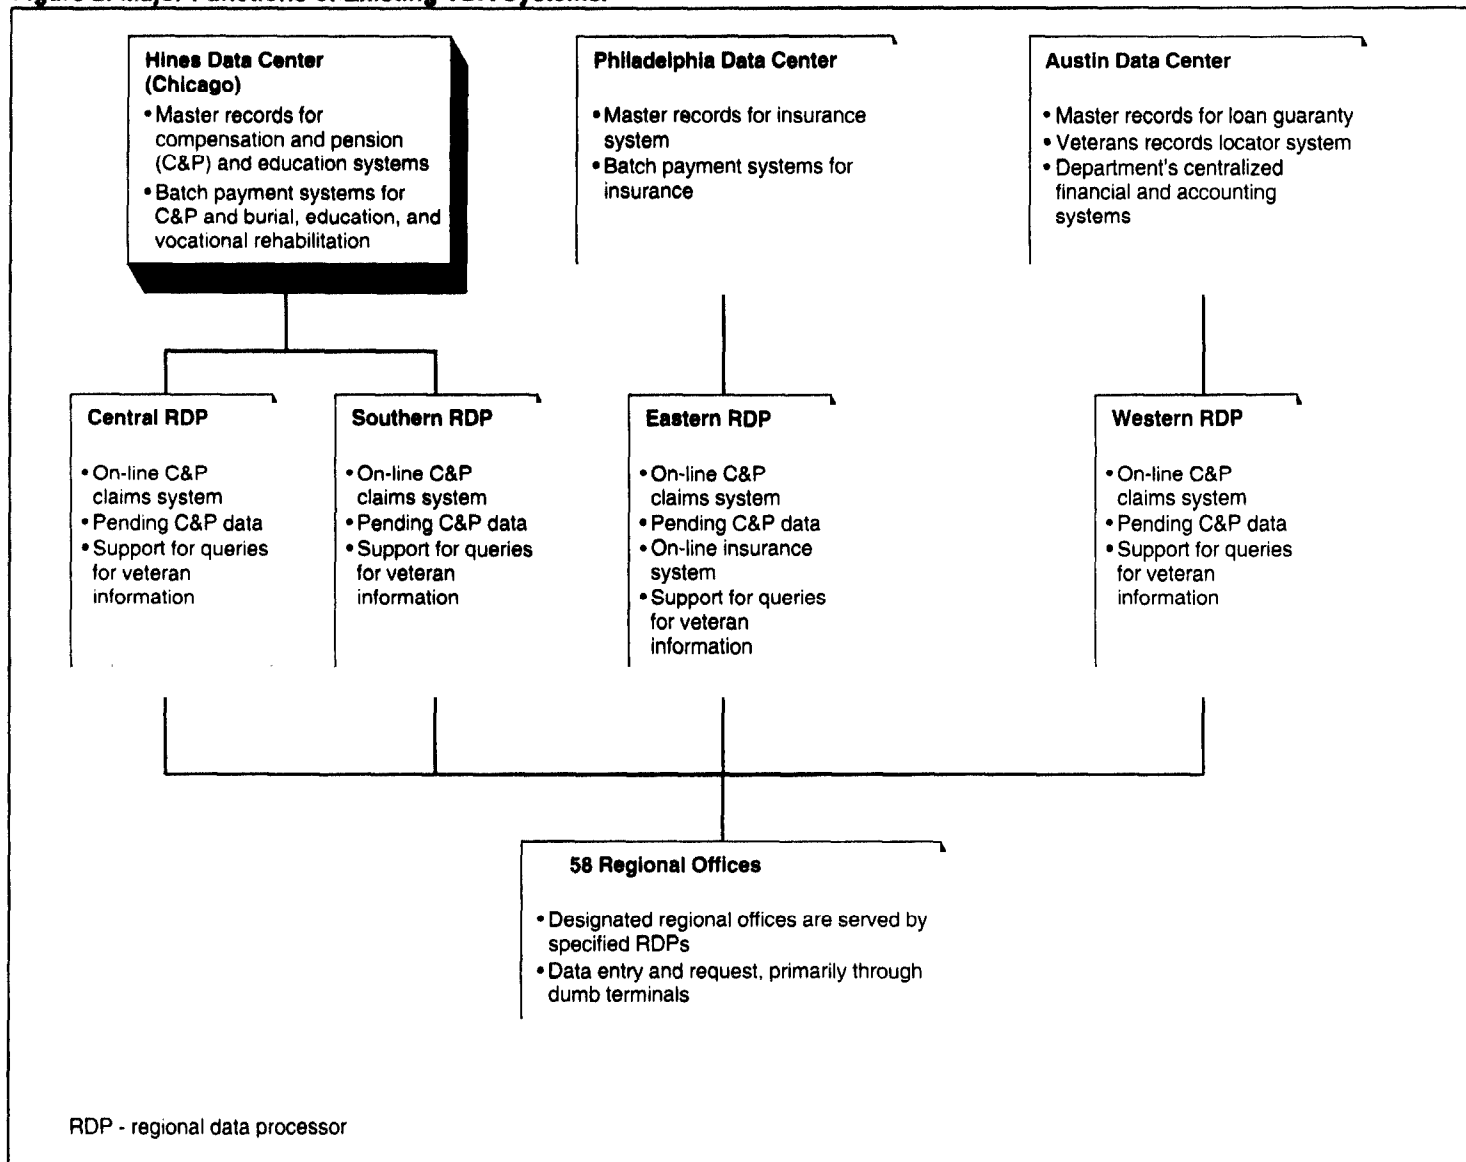 Hines Data Center
(Chicago)
• Master records for
compensation and pension
(C&P) and education systems
• Batch payment systems for
C&P and burial, education, and
vocational rehabilitation
Philadelphia Data Center
• Master records for insurance
system
• Batch payment systems for
insurance
Austin Data Center
• Master records for loan guaranty
• Veterans records locator system
• Department's centralized
financial and accounting
systems
Central RDP
• On-line C&P
claims system
• Pending C&P data
• Support for queries
for veteran
information
Southern RDP
• On-line C&P
claims system
• Pending C&P data
• Support for queries
for veteran
information
Eastern RDP
• On-line C&P
claims system
• Pending C&P data
• On-line insurance
system
• Support for queries
for veteran
information
Western RDP
• On-line C&P
claims system
• Pending C&P data
• Support for queries
for veteran
information
58 Regional Offices
• Designated regional offices are served by
specified RDPs
• Data entry and request, primarily through
dumb terminals
RDP - regional data processor